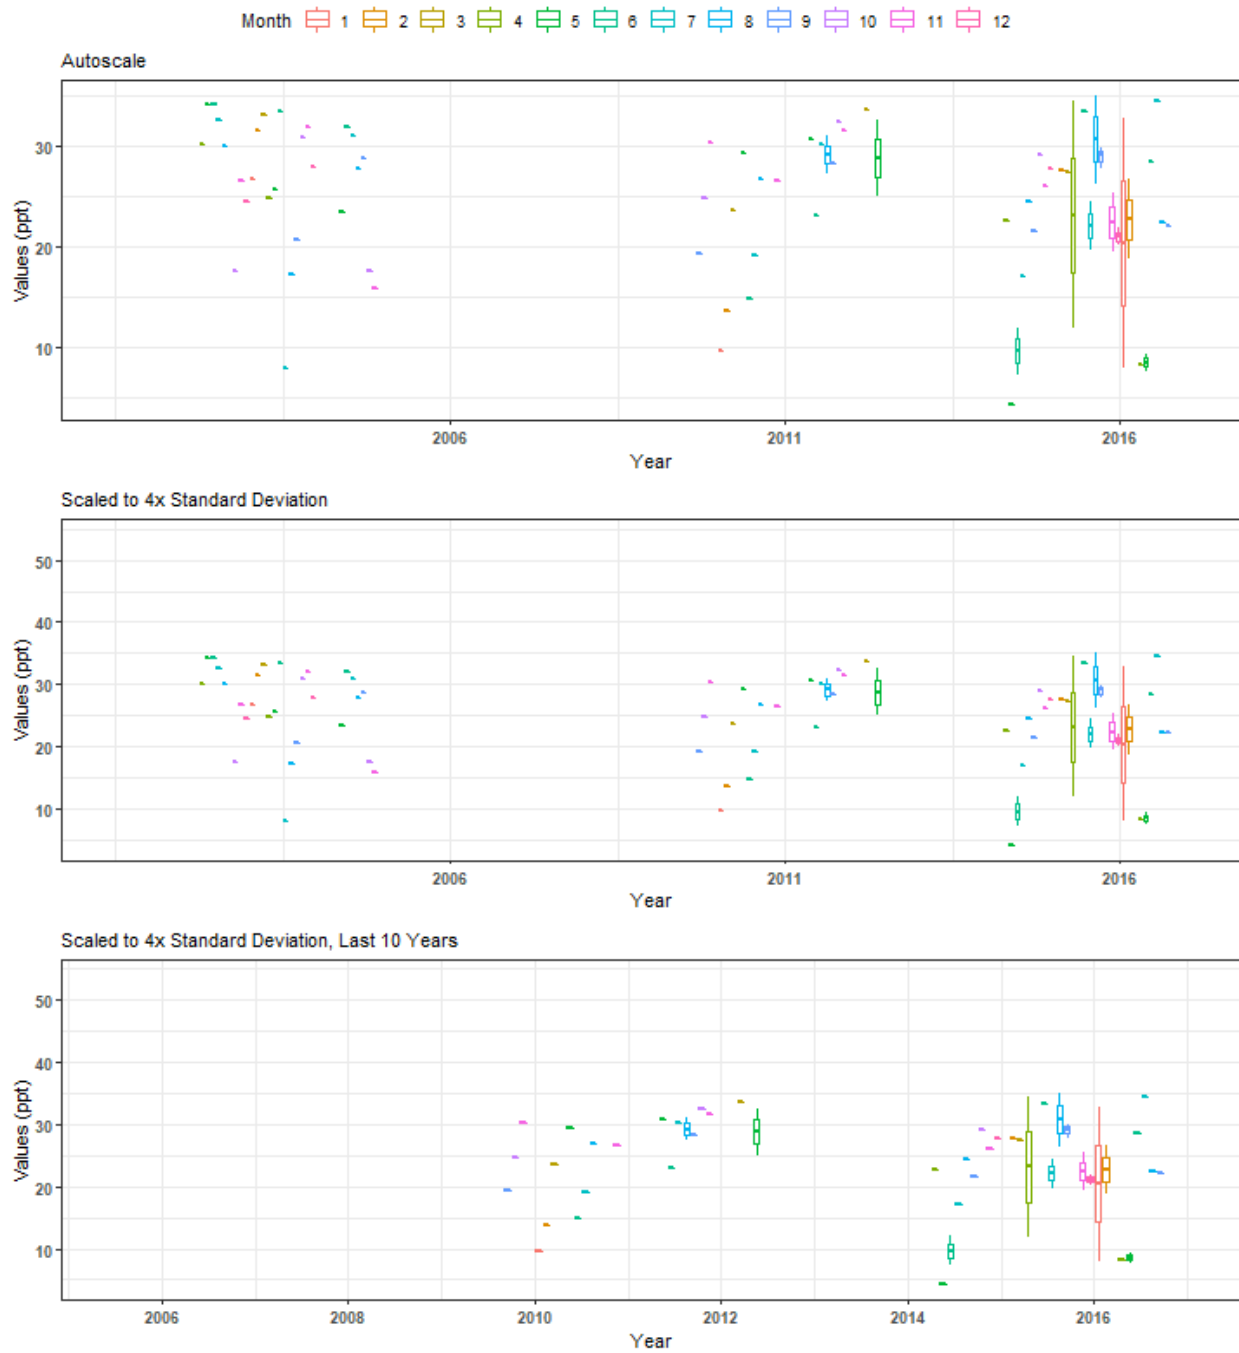 Month 1 2 3 4 5 6 7 8 9 10 11 12
Autoscale
Values (ppt)
30
20
10
2006 2011 2016
Year
Scaled to 4x Standard Deviation
Values (ppt)
50
40
30
20
10
2006 2011 2016
Year
Scaled to 4x Standard Deviation, Last 10 Years
Values (ppt)
50
40
30
20
10
2006 2008 2010 2012 2014 2016
Year